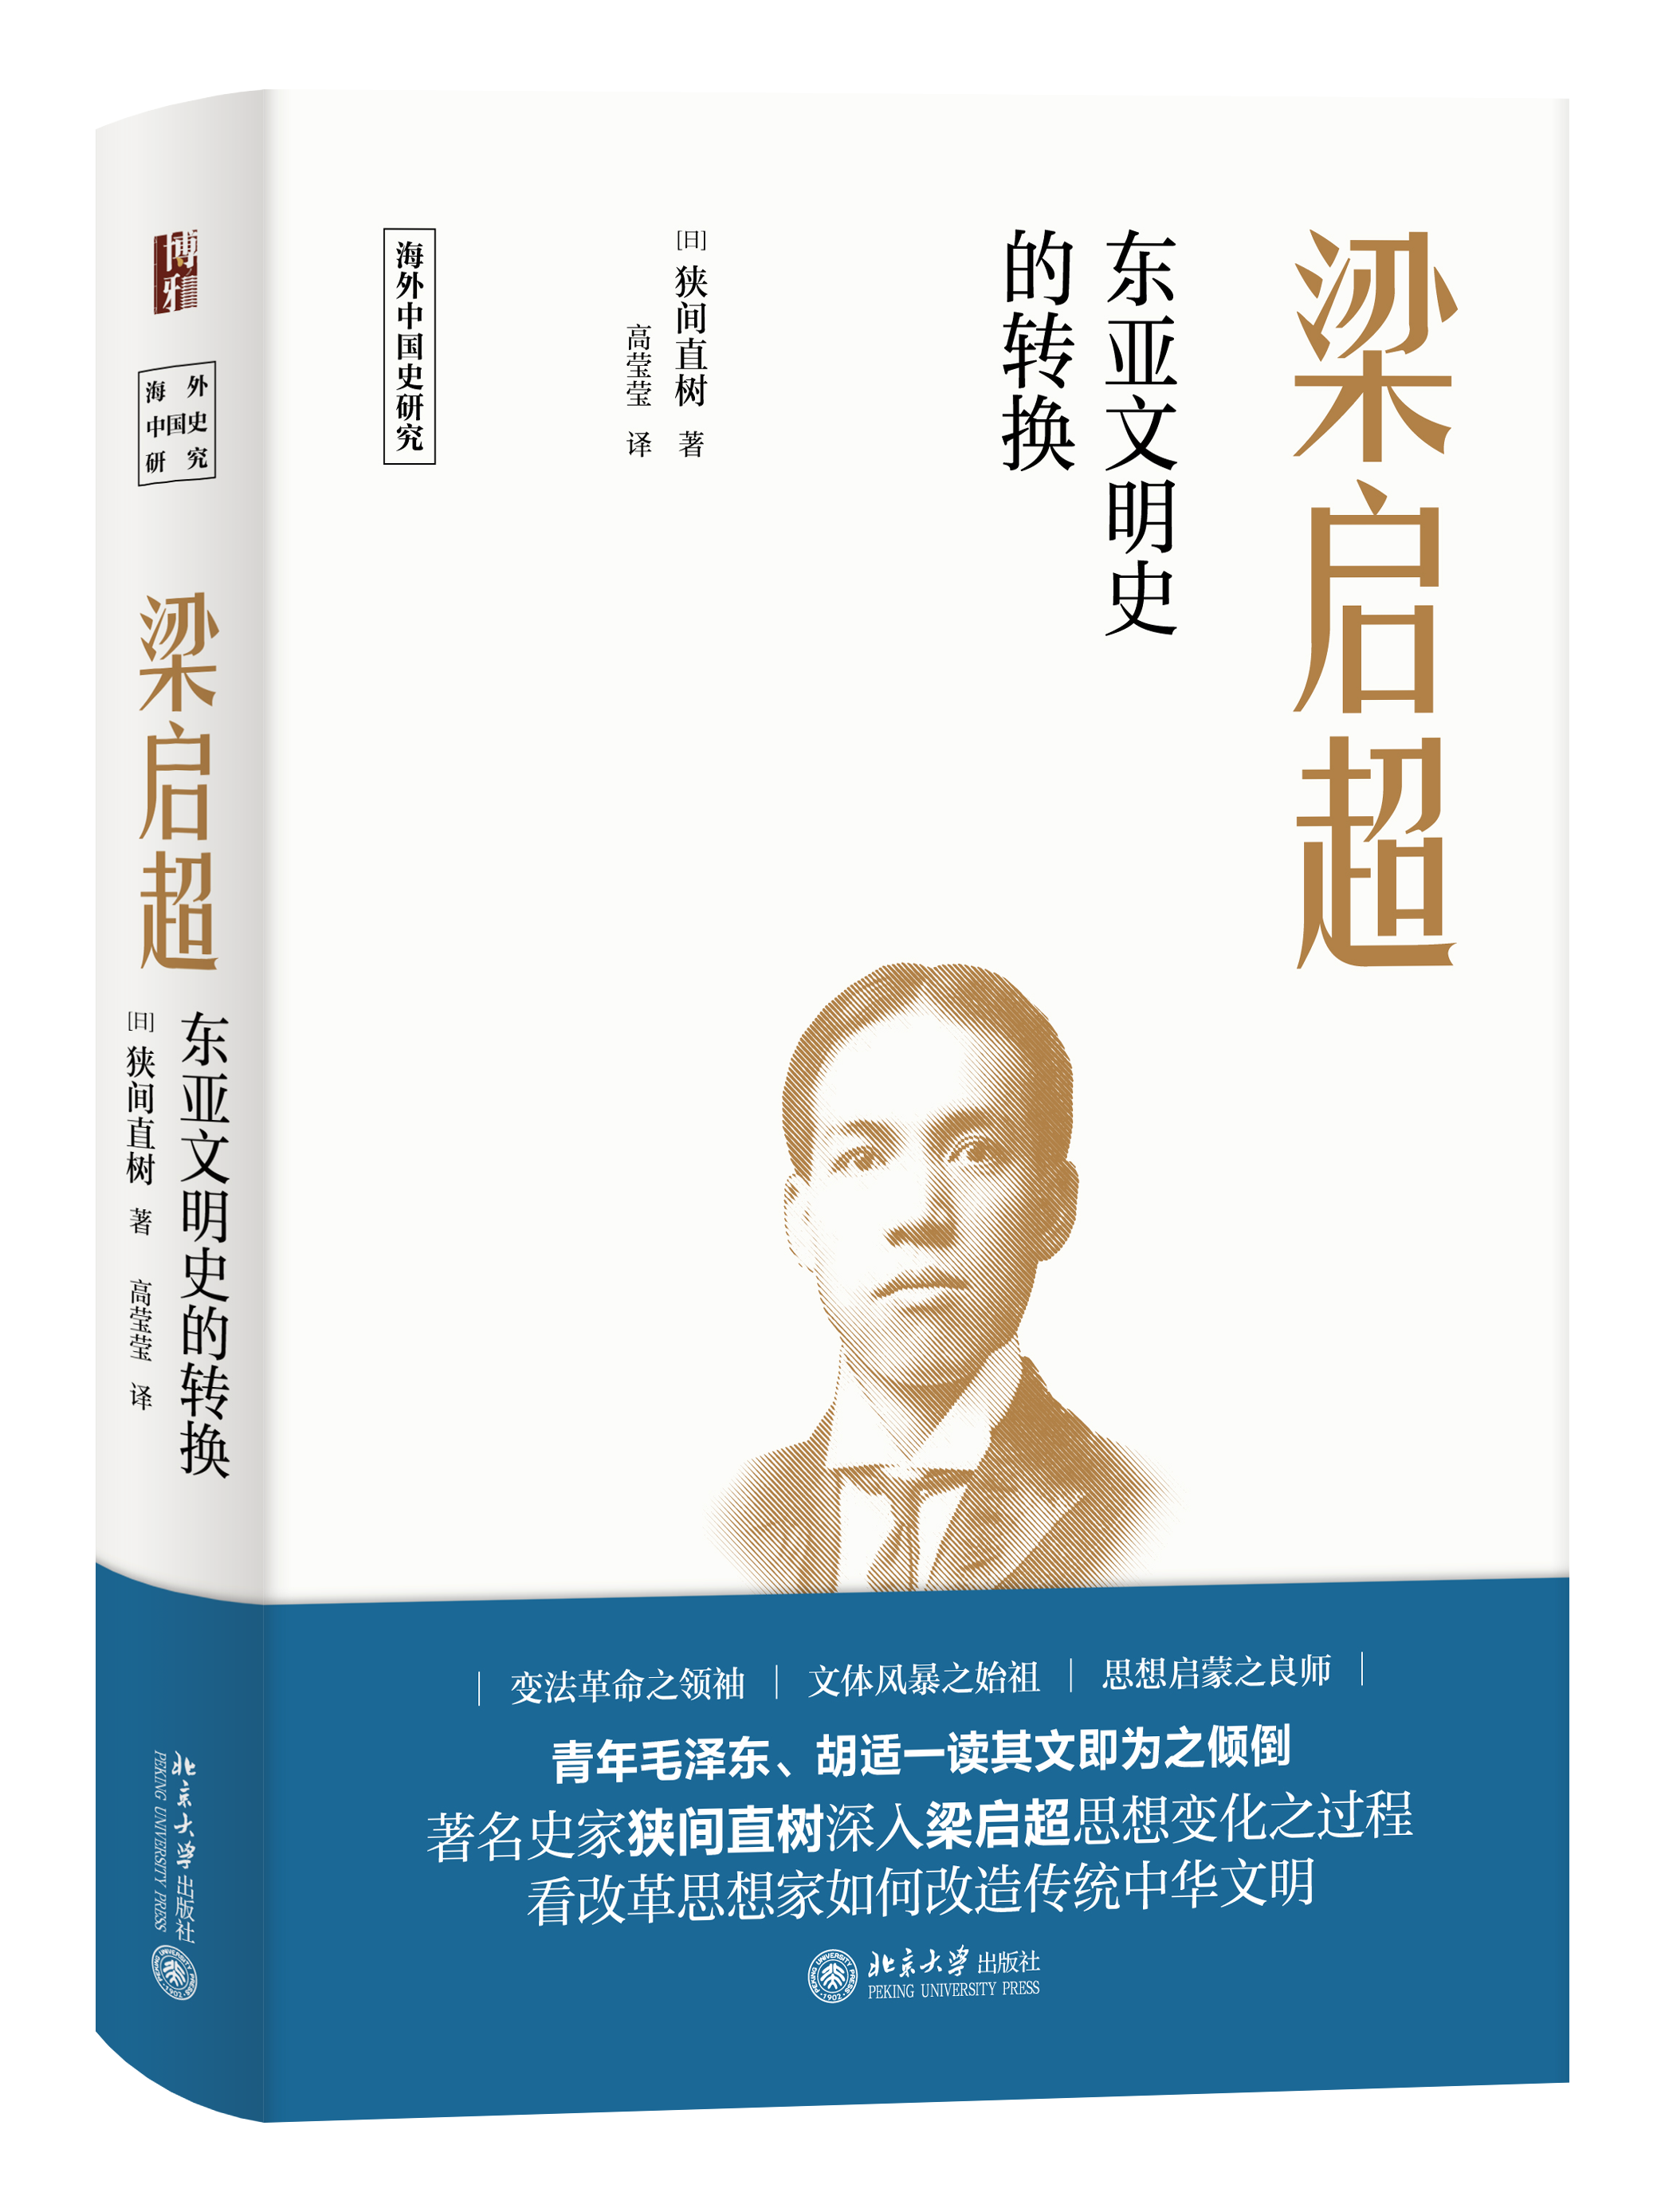 博雅
海外
中国史
研究
梁启超
东亚文明史的转换
[日] 狭间直树 著 高莹莹 译
北京大学出版社
PEKING UNIVERSITY PRESS
梁启超
东亚文明史
的转换
[日] 狭间直树 著
高莹莹 译
海外中国史研究
变法革命之领袖 | 文体风暴之始祖 | 思想启蒙之良师
青年毛泽东、胡适一读其文即为之倾倒
著名史家狭间直树深入梁启超思想变化之过程
看改革思想家如何改造传统中华文明
北京大学出版社
PEKING UNIVERSITY PRESS
PEKING UNIVERSITY PRESS
1902